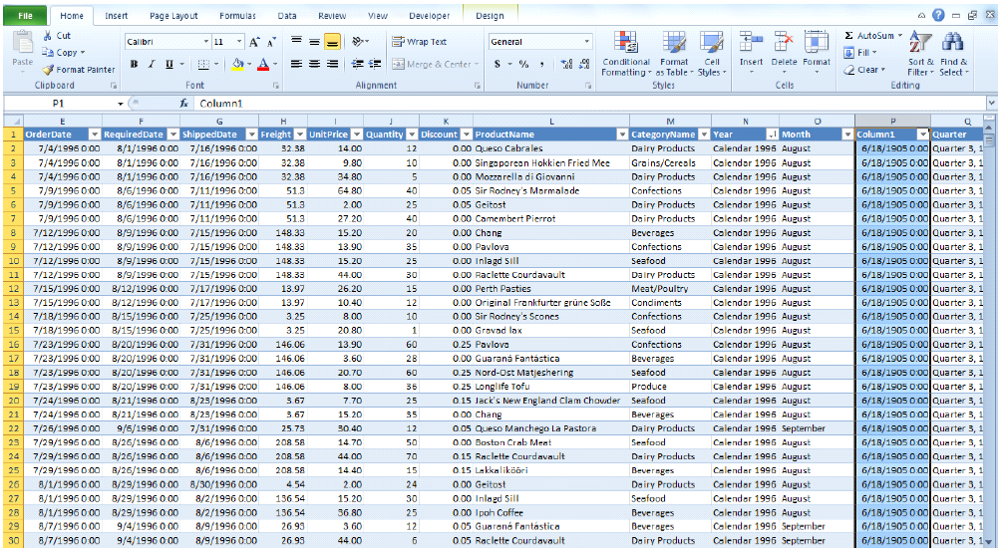 File Home Insert Page Layout Formulas Data Review View Developer Design
Paste
Cut
Copy
Format Painter
Clipboard
Calibri 11 A A
B I U A
Font
Wrap Text
Merge & Center
Alignment
General
$ % ,
Number
Conditional Formatting Format as Table Cell Styles
Styles
Insert Delete Format
Cells
Σ AutoSum
Fill
Clear
Sort & Filter Find & Select
Editing
P1 fx Column1
E F G H I J K L M N O P Q
1 OrderDate RequiredDate ShippedDate Freight UnitPrice Quantity Discount ProductName CategoryName Year Month Column1 Quarter
2 7/4/1996 0:00 8/1/1996 0:00 7/16/1996 0:00 32.38 14.00 12 0.00 Queso Cabrales Dairy Products Calendar 1996 August 6/18/1905 0:00 Quarter 3, 1
3 7/4/1996 0:00 8/1/1996 0:00 7/16/1996 0:00 32.38 9.80 10 0.00 Singaporean Hokkien Fried Mee Grains/Cereals Calendar 1996 August 6/18/1905 0:00 Quarter 3, 1
4 7/4/1996 0:00 8/1/1996 0:00 7/16/1996 0:00 32.38 34.80 5 0.00 Mozzarella di Giovanni Dairy Products Calendar 1996 August 6/18/1905 0:00 Quarter 3, 1
5 7/9/1996 0:00 8/6/1996 0:00 7/11/1996 0:00 51.3 64.80 40 0.05 Sir Rodney's Marmalade Confections Calendar 1996 August 6/18/1905 0:00 Quarter 3, 1
6 7/9/1996 0:00 8/6/1996 0:00 7/11/1996 0:00 51.3 2.00 25 0.05 Geitost Dairy Products Calendar 1996 August 6/18/1905 0:00 Quarter 3, 1
7 7/9/1996 0:00 8/6/1996 0:00 7/11/1996 0:00 51.3 27.20 40 0.00 Camembert Pierrot Dairy Products Calendar 1996 August 6/18/1905 0:00 Quarter 3, 1
8 7/12/1996 0:00 8/9/1996 0:00 7/15/1996 0:00 148.33 15.20 20 0.00 Chang Beverages Calendar 1996 August 6/18/1905 0:00 Quarter 3, 1
9 7/12/1996 0:00 8/9/1996 0:00 7/15/1996 0:00 148.33 13.90 35 0.00 Pavlova Confections Calendar 1996 August 6/18/1905 0:00 Quarter 3, 1
10 7/12/1996 0:00 8/9/1996 0:00 7/15/1996 0:00 148.33 15.20 25 0.00 Inlagd Sill Seafood Calendar 1996 August 6/18/1905 0:00 Quarter 3, 1
11 7/12/1996 0:00 8/9/1996 0:00 7/15/1996 0:00 148.33 44.00 30 0.00 Raclette Courdavault Dairy Products Calendar 1996 August 6/18/1905 0:00 Quarter 3, 1
12 7/15/1996 0:00 8/12/1996 0:00 7/17/1996 0:00 13.97 26.20 15 0.00 Perth Pasties Meat/Poultry Calendar 1996 August 6/18/1905 0:00 Quarter 3, 1
13 7/15/1996 0:00 8/12/1996 0:00 7/17/1996 0:00 13.97 10.40 12 0.00 Original Frankfurter grüne Soße Condiments Calendar 1996 August 6/18/1905 0:00 Quarter 3, 1
14 7/18/1996 0:00 8/15/1996 0:00 7/25/1996 0:00 3.25 8.00 10 0.00 Sir Rodney's Scones Confections Calendar 1996 August 6/18/1905 0:00 Quarter 3, 1
15 7/18/1996 0:00 8/15/1996 0:00 7/25/1996 0:00 3.25 20.80 1 0.00 Gravad lax Seafood Calendar 1996 August 6/18/1905 0:00 Quarter 3, 1
16 7/23/1996 0:00 8/20/1996 0:00 7/31/1996 0:00 146.06 13.90 60 0.25 Pavlova Confections Calendar 1996 August 6/18/1905 0:00 Quarter 3, 1
17 7/23/1996 0:00 8/20/1996 0:00 7/31/1996 0:00 146.06 3.60 28 0.00 Guaraná Fantástica Beverages Calendar 1996 August 6/18/1905 0:00 Quarter 3, 1
18 7/23/1996 0:00 8/20/1996 0:00 7/31/1996 0:00 146.06 20.70 60 0.25 Nord-Ost Matjeshering Seafood Calendar 1996 August 6/18/1905 0:00 Quarter 3, 1
19 7/23/1996 0:00 8/20/1996 0:00 7/31/1996 0:00 146.06 8.00 36 0.25 Longlife Tofu Produce Calendar 1996 August 6/18/1905 0:00 Quarter 3, 1
20 7/24/1996 0:00 8/21/1996 0:00 8/23/1996 0:00 3.67 7.70 25 0.15 Jack's New England Clam Chowder Seafood Calendar 1996 August 6/18/1905 0:00 Quarter 3, 1
21 7/24/1996 0:00 8/21/1996 0:00 8/23/1996 0:00 3.67 15.20 35 0.00 Chang Beverages Calendar 1996 August 6/18/1905 0:00 Quarter 3, 1
22 7/26/1996 0:00 9/6/1996 0:00 7/31/1996 0:00 25.73 30.40 12 0.05 Queso Manchego La Pastora Dairy Products Calendar 1996 September 6/18/1905 0:00 Quarter 3, 1
23 7/29/1996 0:00 8/26/1996 0:00 8/6/1996 0:00 208.58 14.70 50 0.00 Boston Crab Meat Seafood Calendar 1996 August 6/18/1905 0:00 Quarter 3, 1
24 7/29/1996 0:00 8/26/1996 0:00 8/6/1996 0:00 208.58 44.00 70 0.15 Raclette Courdavault Dairy Products Calendar 1996 August 6/18/1905 0:00 Quarter 3, 1
25 7/29/1996 0:00 8/26/1996 0:00 8/6/1996 0:00 208.58 14.40 15 0.15 Lakkalikööri Beverages Calendar 1996 August 6/18/1905 0:00 Quarter 3, 1
26 8/1/1996 0:00 8/29/1996 0:00 8/30/1996 0:00 4.54 2.00 24 0.00 Geitost Dairy Products Calendar 1996 August 6/18/1905 0:00 Quarter 3, 1
27 8/1/1996 0:00 8/29/1996 0:00 8/2/1996 0:00 136.54 15.20 30 0.00 Inlagd Sill Seafood Calendar 1996 August 6/18/1905 0:00 Quarter 3, 1
28 8/1/1996 0:00 8/29/1996 0:00 8/2/1996 0:00 136.54 36.80 25 0.00 Ipoh Coffee Beverages Calendar 1996 August 6/18/1905 0:00 Quarter 3, 1
29 8/7/1996 0:00 9/4/1996 0:00 8/9/1996 0:00 26.93 3.60 12 0.05 Guaraná Fantástica Beverages Calendar 1996 September 6/18/1905 0:00 Quarter 3, 1
30 8/7/1996 0:00 9/4/1996 0:00 8/9/1996 0:00 26.93 44.00 6 0.05 Raclette Courdavault Dairy Products Calendar 1996 September 6/18/1905 0:00 Quarter 3, 1